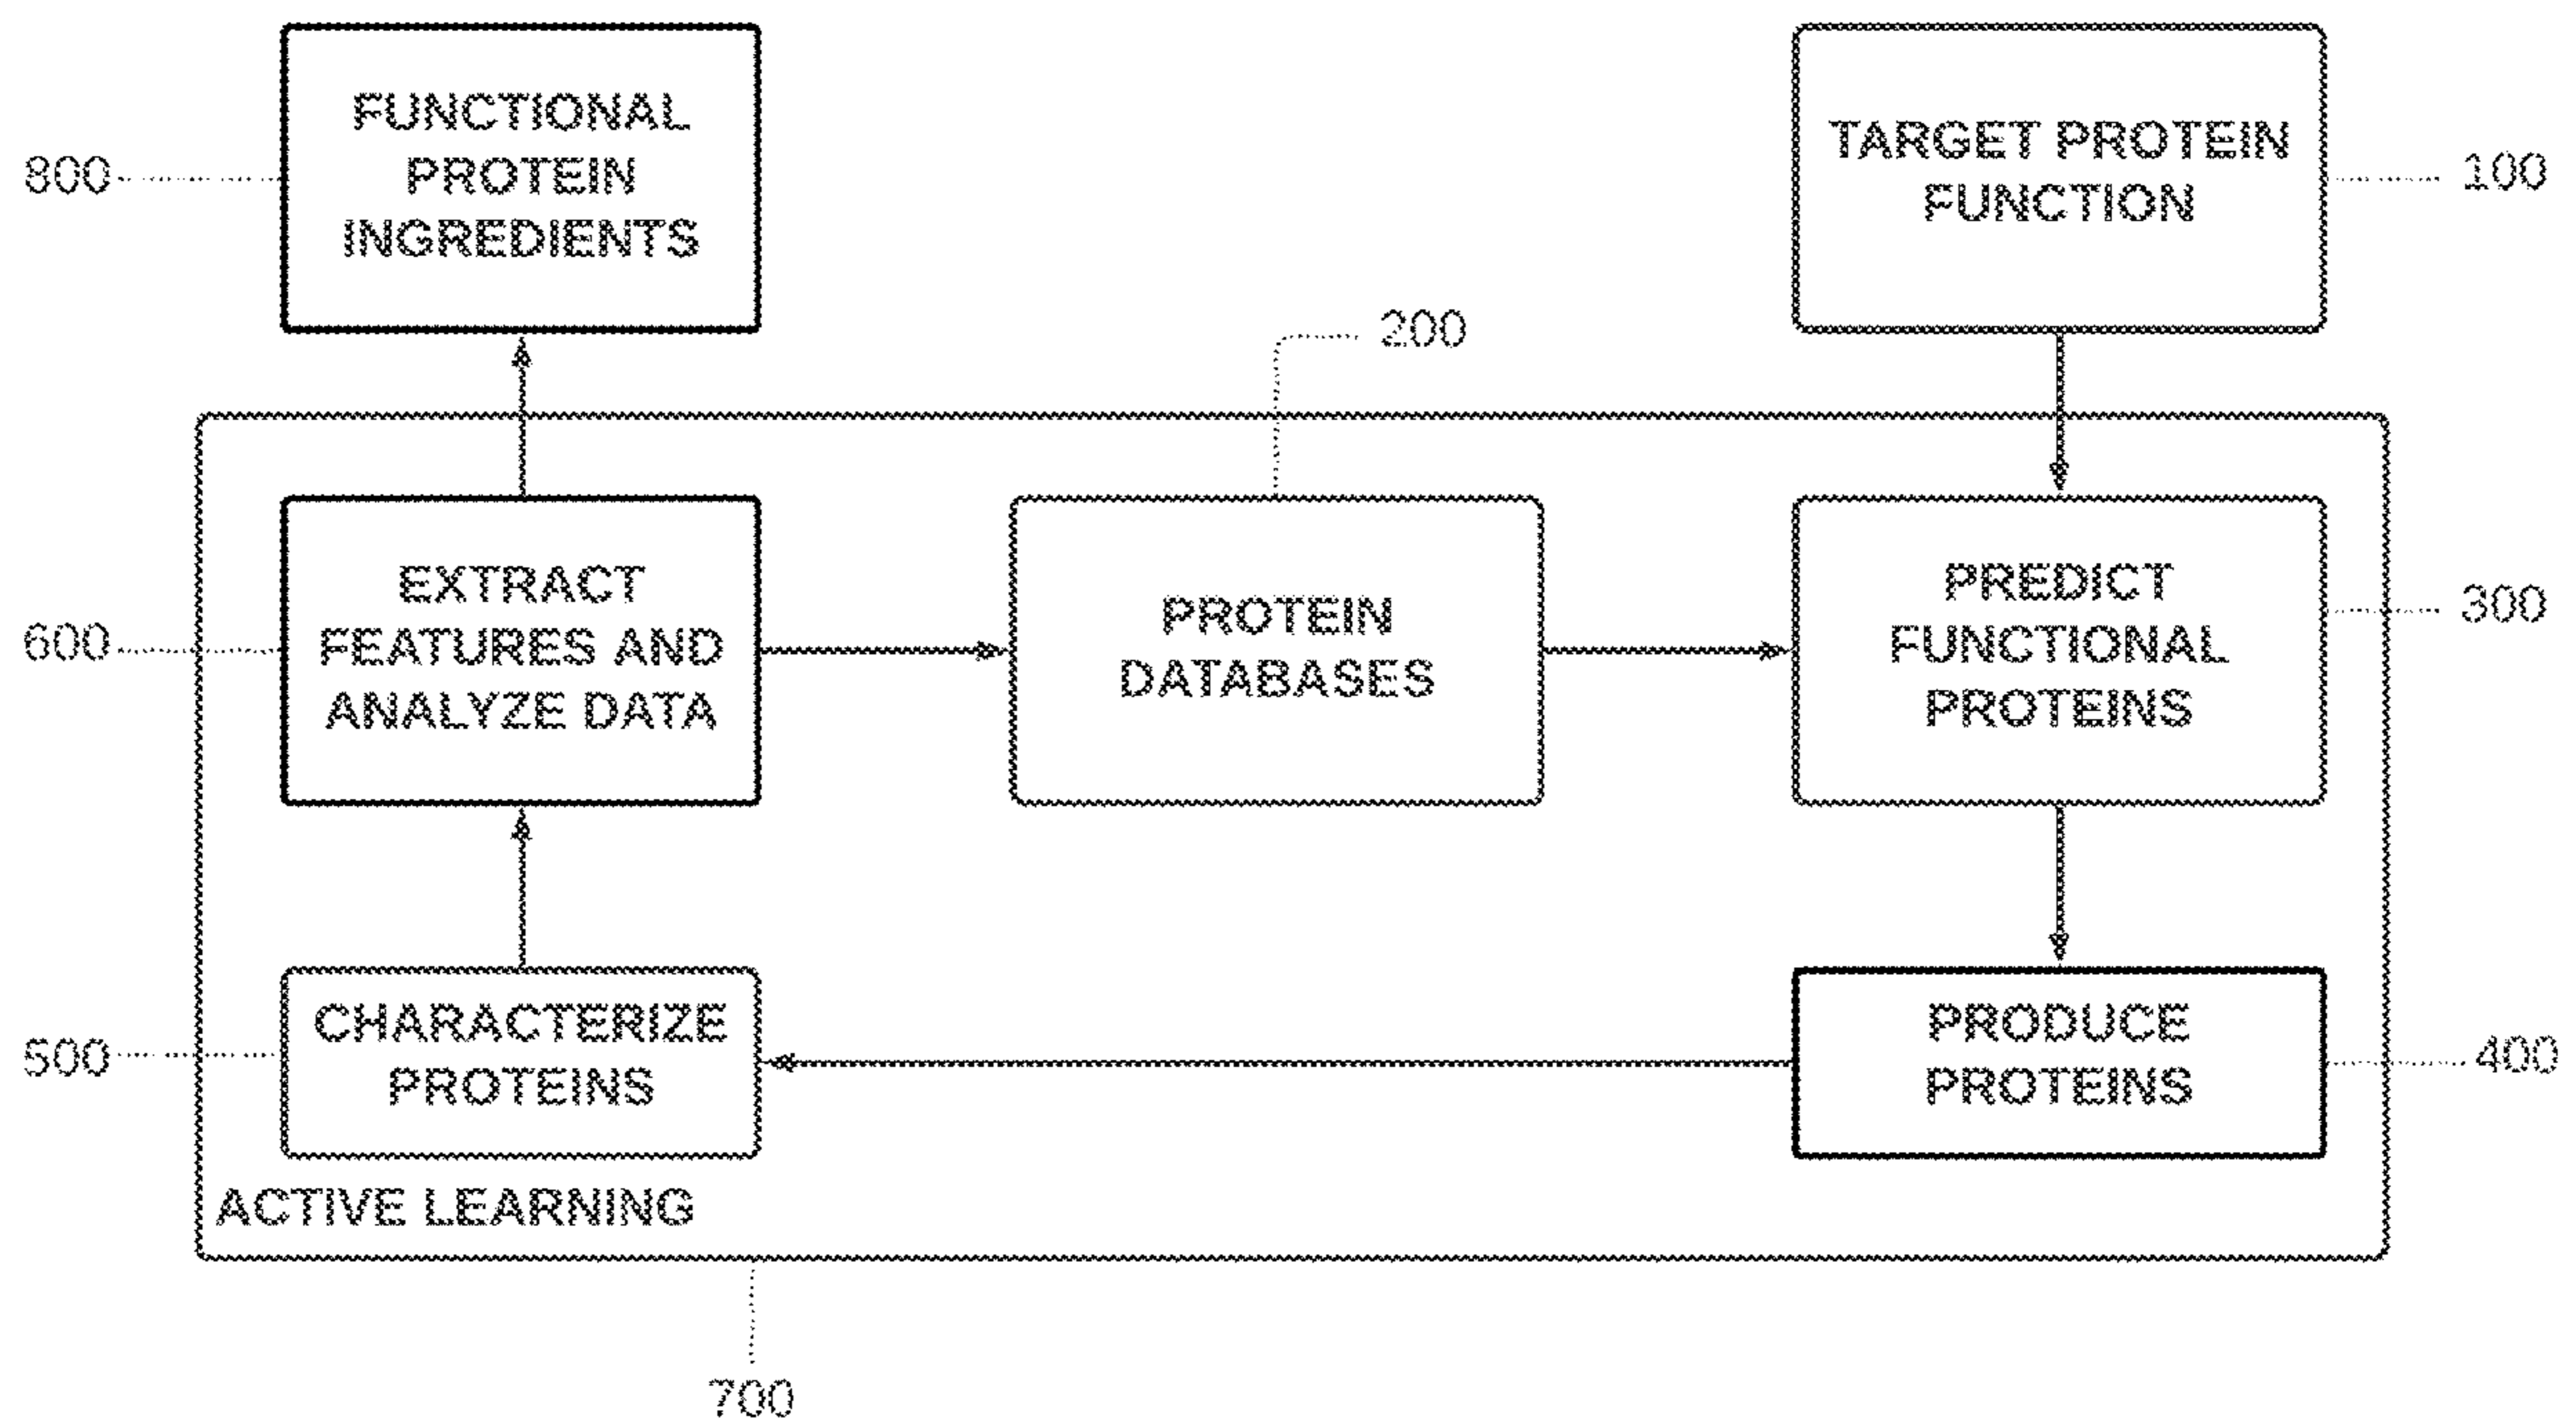 FUNCTIONAL
PROTEIN
INGREDIENTS
800
TARGET PROTEIN
FUNCTION
100
200
EXTRACT
FEATURES AND
ANALYZE DATA
600
PROTEIN
DATABASES
PREDICT
FUNCTIONAL
PROTEINS
300
CHARACTERIZE
PROTEINS
500
PRODUCE
PROTEINS
400
ACTIVE LEARNING
700